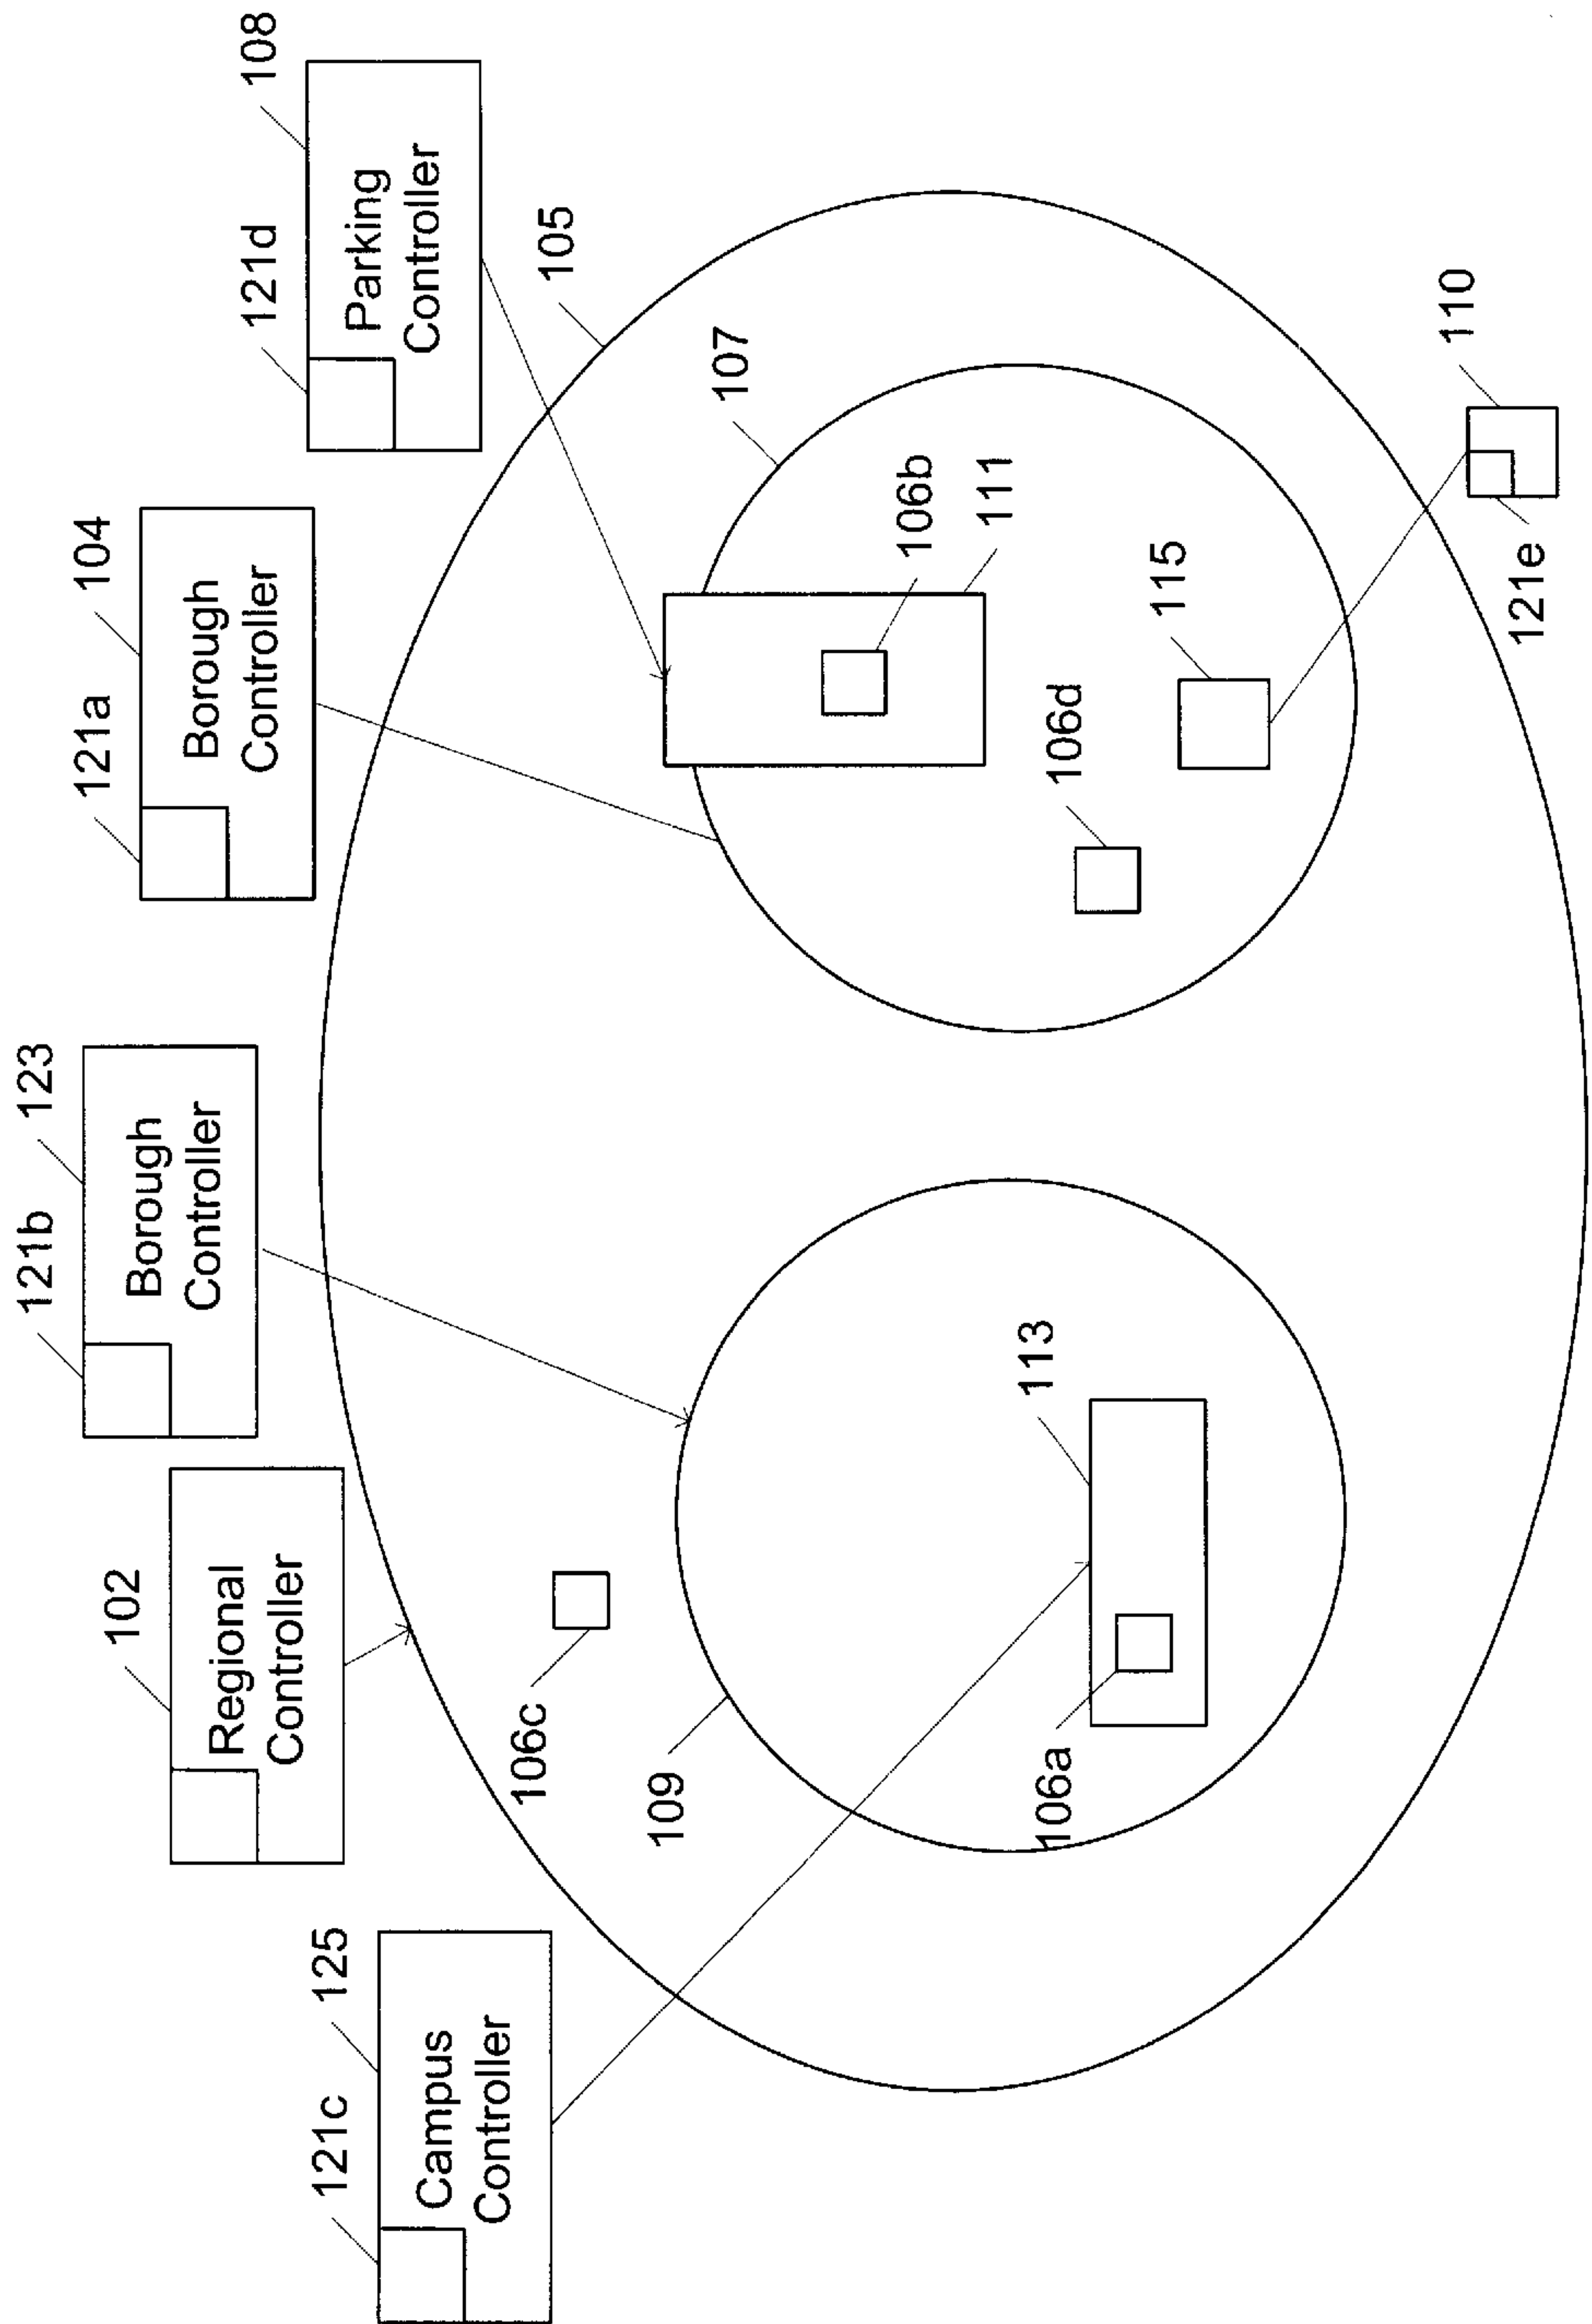 121b
123
121a
104
102
Borough
Controller
Borough
Controller
Regional
Controller
121d
108
121c
125
Parking
Controller
Campus
Controller
106c
105
109
107
106b
111
113
106a
106d
115
110
121e